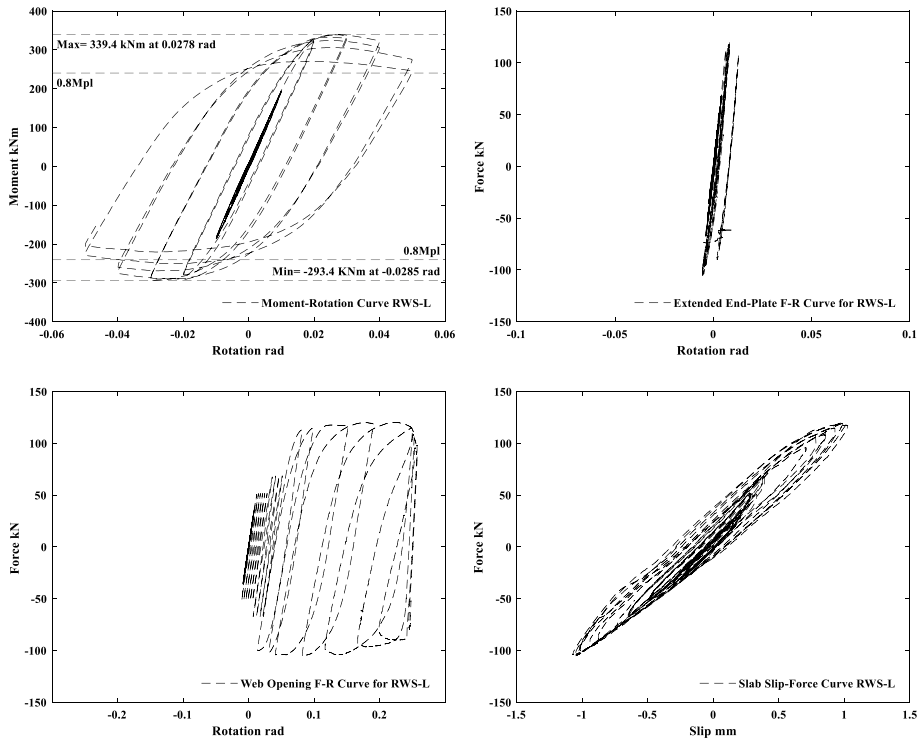 400
300
200
100
0
-100
-200
-300
-400
Moment kNm
Max= 339.4 kNm at 0.0278 rad
0.8Mpl
0.8Mpl
Min= -293.4 KNm at -0.0285 rad
Moment-Rotation Curve RWS-L
-0.06 -0.04 -0.02 0 0.02 0.04 0.06
Rotation rad
150
100
50
0
-50
-100
-150
Force kN
Extended End-Plate F-R Curve for RWS-L
-0.1 -0.05 0 0.05 0.1
Rotation rad
150
100
50
0
-50
-100
-150
Force kN
Web Opening F-R Curve for RWS-L
-0.2 -0.1 0 0.1 0.2
Rotation rad
150
100
50
0
-50
-100
-150
Force kN
Slab Slip-Force Curve RWS-L
-1.5 -1 -0.5 0 0.5 1 1.5
Slip mm